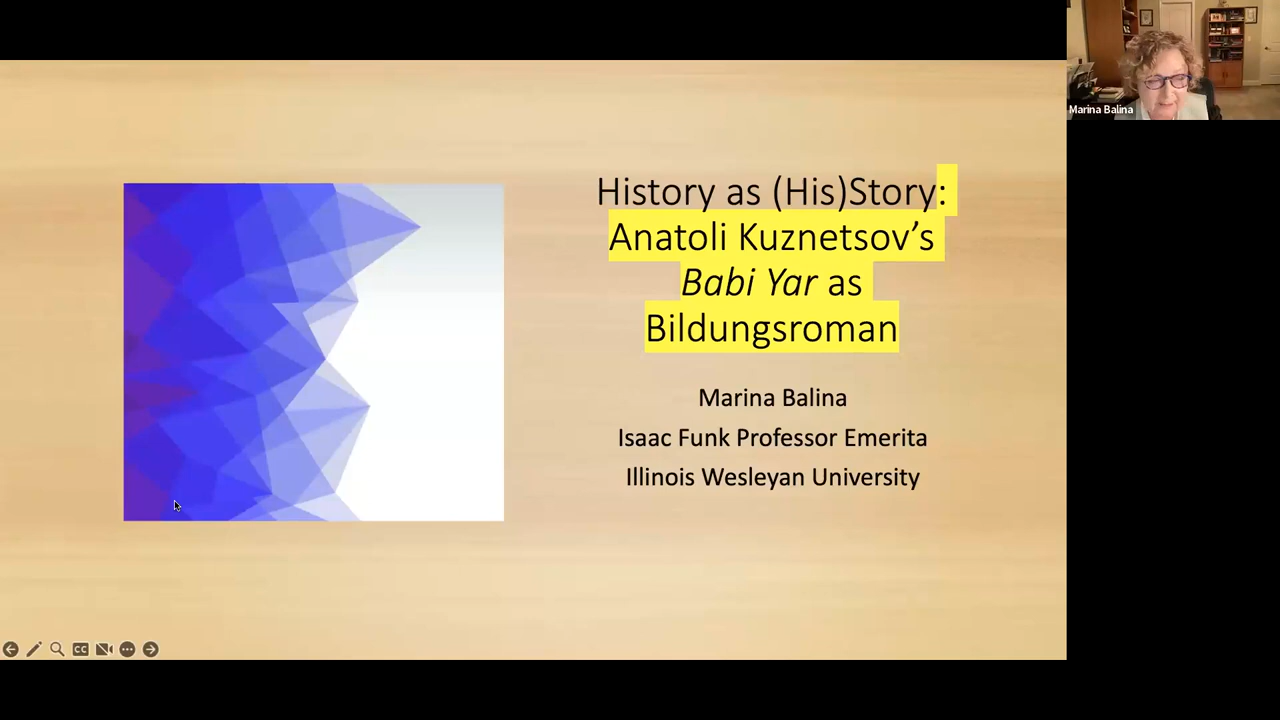 Marina Balina
History as (His)Story:
Anatoli Kuznetsov’s
Babi Yar as
Bildungsroman
Marina Balina
Isaac Funk Professor Emerita
Illinois Wesleyan University
CC